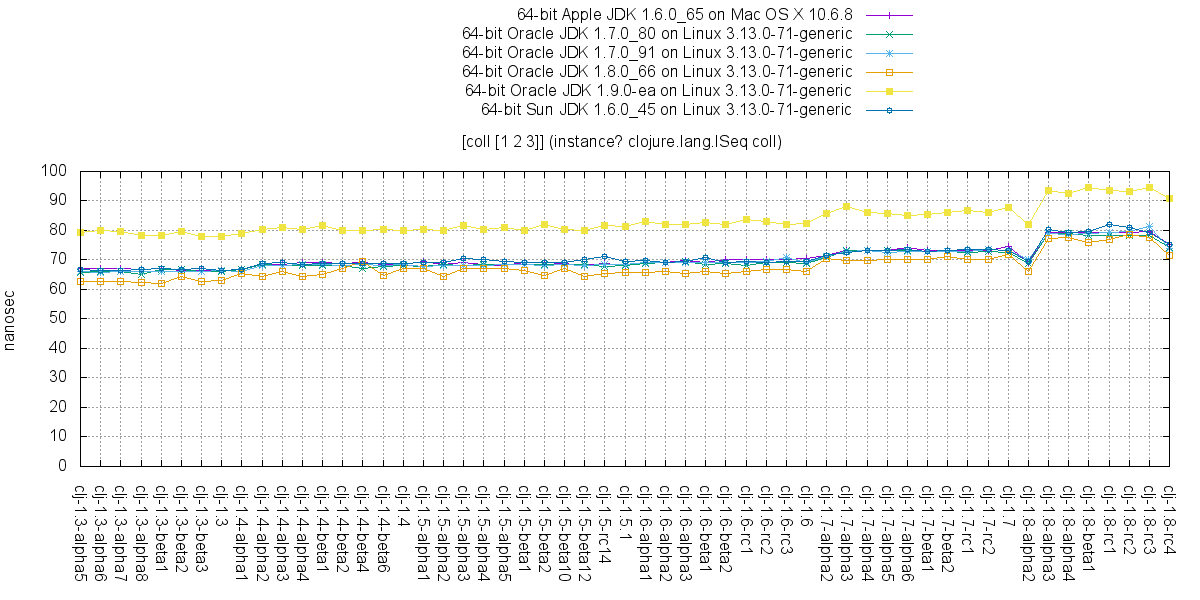 64-bit Apple JDK 1.6.0_65 on Mac OS X 10.6.8
64-bit Oracle JDK 1.7.0_80 on Linux 3.13.0-71-generic
64-bit Oracle JDK 1.7.0_91 on Linux 3.13.0-71-generic
64-bit Oracle JDK 1.8.0_66 on Linux 3.13.0-71-generic
64-bit Oracle JDK 1.9.0-ea on Linux 3.13.0-71-generic
64-bit Sun JDK 1.6.0_45 on Linux 3.13.0-71-generic
[coll [1 2 3]] (instance? clojure.lang.ISeq coll)
nanosec
100
90
80
70
60
50
40
30
20
10
0
clj-1.3-alpha5
clj-1.3-alpha6
clj-1.3-alpha7
clj-1.3-alpha8
clj-1.3-beta1
clj-1.3-beta2
clj-1.3-beta3
clj-1.3
clj-1.4-alpha1
clj-1.4-alpha2
clj-1.4-alpha3
clj-1.4-alpha4
clj-1.4-beta1
clj-1.4-beta2
clj-1.4-beta4
clj-1.4-beta6
clj-1.4
clj-1.5-alpha1
clj-1.5-alpha2
clj-1.5-alpha3
clj-1.5-alpha4
clj-1.5-alpha5
clj-1.5-beta1
clj-1.5-beta2
clj-1.5-beta10
clj-1.5-beta12
clj-1.5-rc14
clj-1.5.1
clj-1.6-alpha1
clj-1.6-alpha2
clj-1.6-alpha3
clj-1.6-beta1
clj-1.6-beta2
clj-1.6-rc1
clj-1.6-rc2
clj-1.6-rc3
clj-1.6
clj-1.7-alpha2
clj-1.7-alpha3
clj-1.7-alpha4
clj-1.7-alpha5
clj-1.7-alpha6
clj-1.7-beta1
clj-1.7-beta2
clj-1.7-rc1
clj-1.7-rc2
clj-1.7
clj-1.8-alpha2
clj-1.8-alpha3
clj-1.8-alpha4
clj-1.8-beta1
clj-1.8-rc1
clj-1.8-rc2
clj-1.8-rc3
clj-1.8-rc4